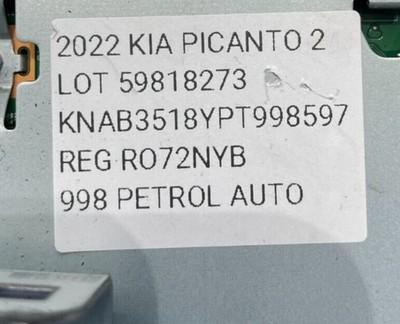 2022 KIA PICANTO 2
LOT 59818273
KNAB3518YPT998597
REG RO72NYB
998 PETROL AUTO